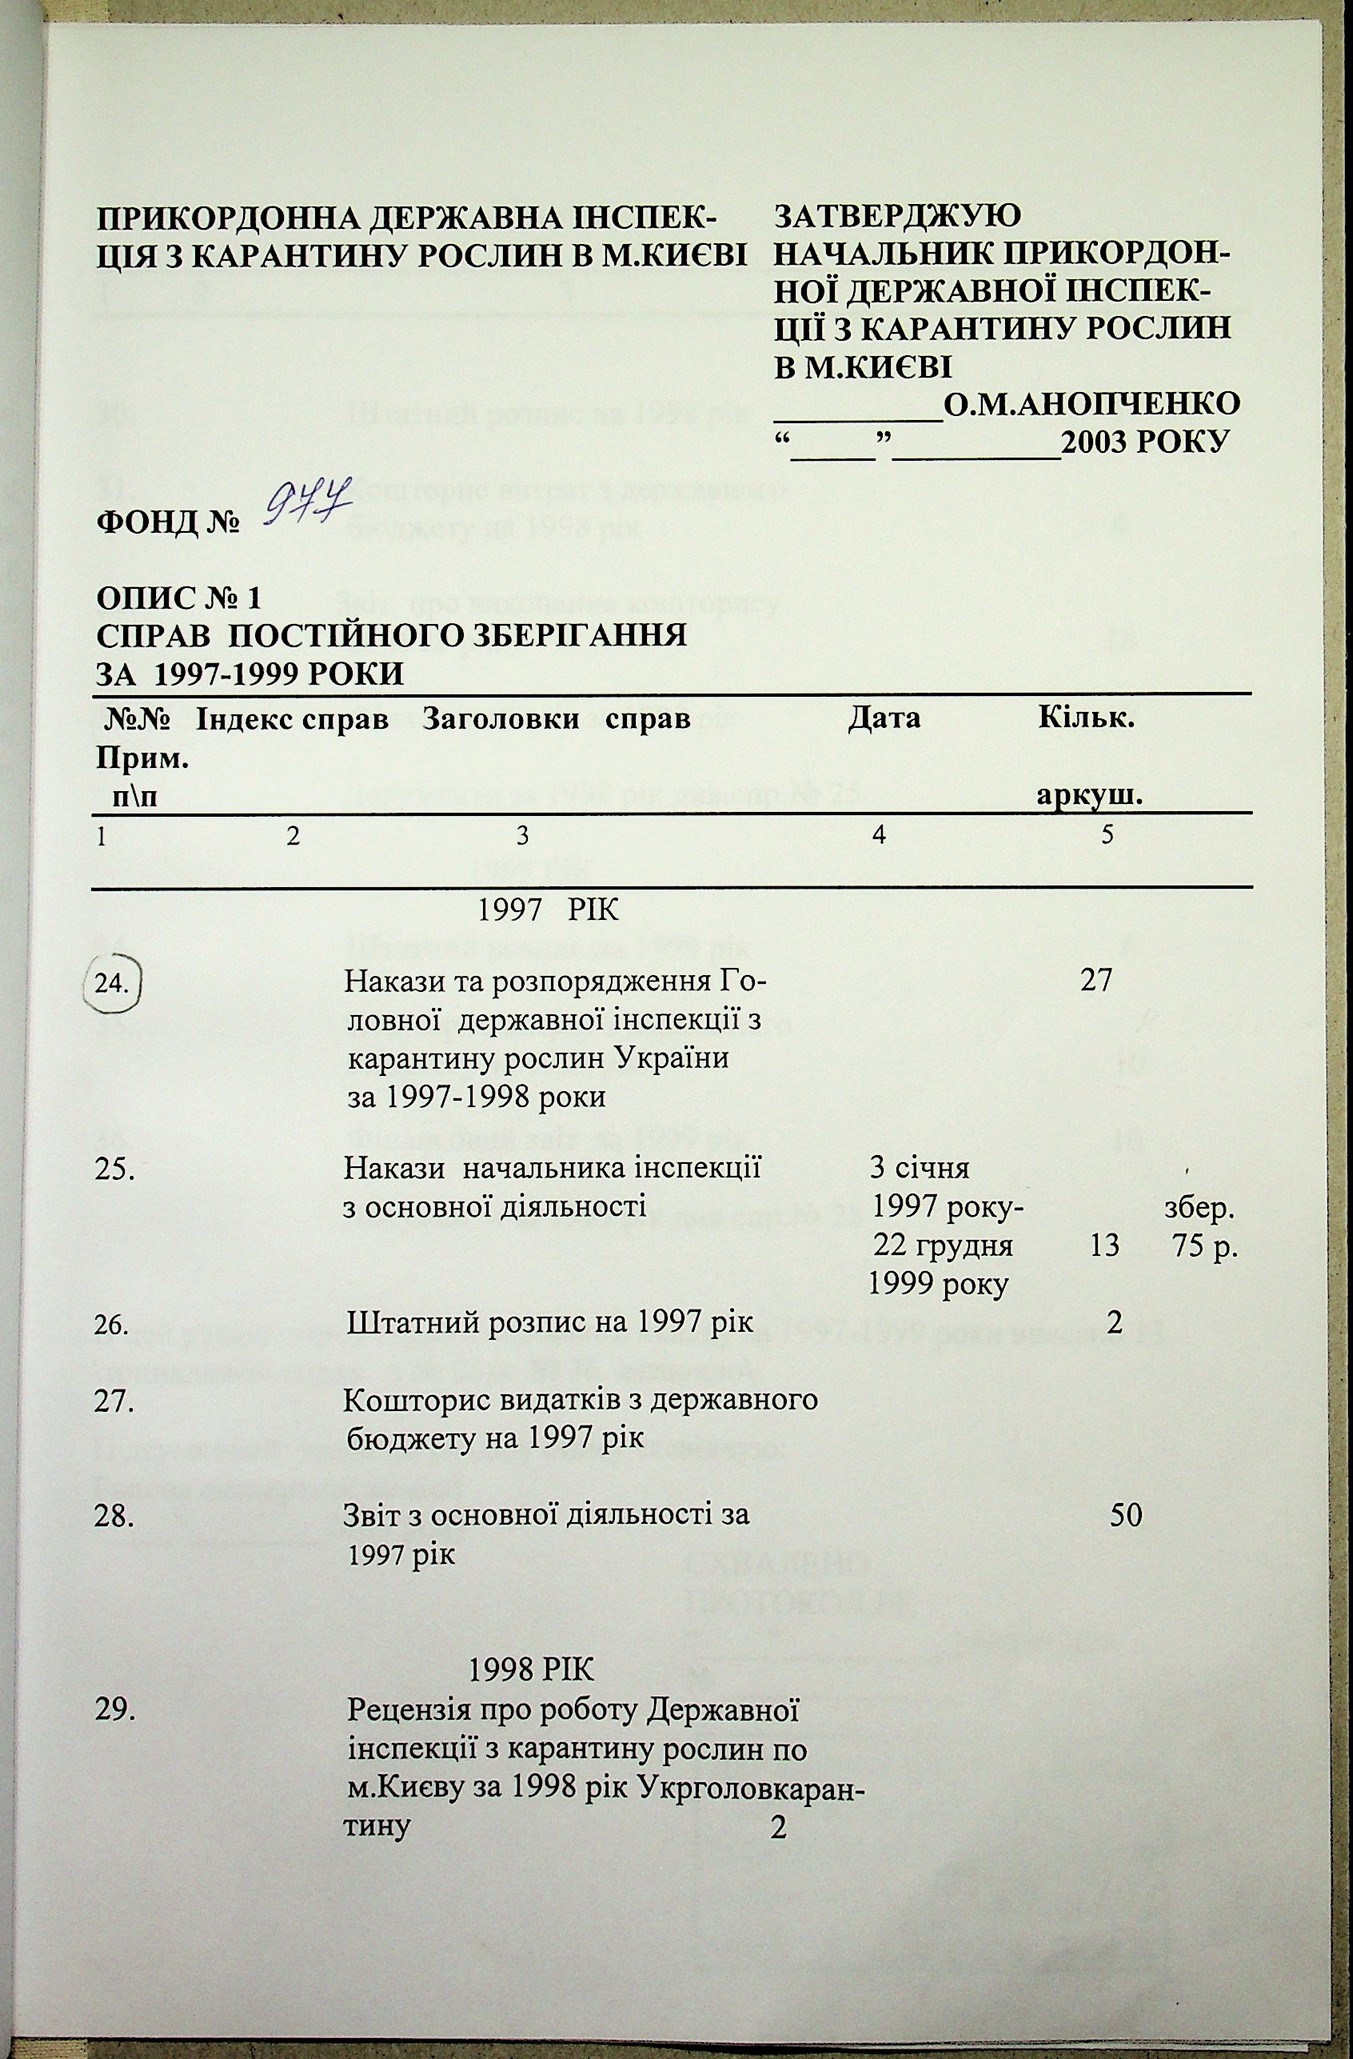 ПРИКОРДОННА ДЕРЖАВНА ІНСПЕК-
ЦІЯ З КАРАНТИНУ РОСЛИН В М.КИЄВІ
ЗАТВЕРДЖУЮ
НАЧАЛЬНИК ПРИКОРДОН-
НОЇ ДЕРЖАВНОЇ ІНСПЕК-
ЦІЇ З КАРАНТИНУ РОСЛИН
В М.КИЄВІ
__________О.М.АНОПЧЕНКО
“_____”__________2003 РОКУ
ФОНД № 977
ОПИС № 1
СПРАВ ПОСТІЙНОГО ЗБЕРІГАННЯ
ЗА 1997-1999 РОКИ
№№ Індекс справ Заголовки справ Дата Кільк.
Прим.
п\п аркуш.
1 2 3 4 5
1997 РІК
24. Накази та розпорядження Го- 27
ловної державної інспекції з
карантину рослин України
за 1997-1998 роки
25. Накази начальника інспекції 3 січня
з основної діяльності 1997 року- збер.
22 грудня 13 75 р.
1999 року
26. Штатний розпис на 1997 рік 2
27. Кошторис видатків з державного
бюджету на 1997 рік
28. Звіт з основної діяльності за 50
1997 рік
1998 РІК
29. Рецензія про роботу Державної
інспекції з карантину рослин по
м.Києву за 1998 рік Укрголовкаран-
тину 2